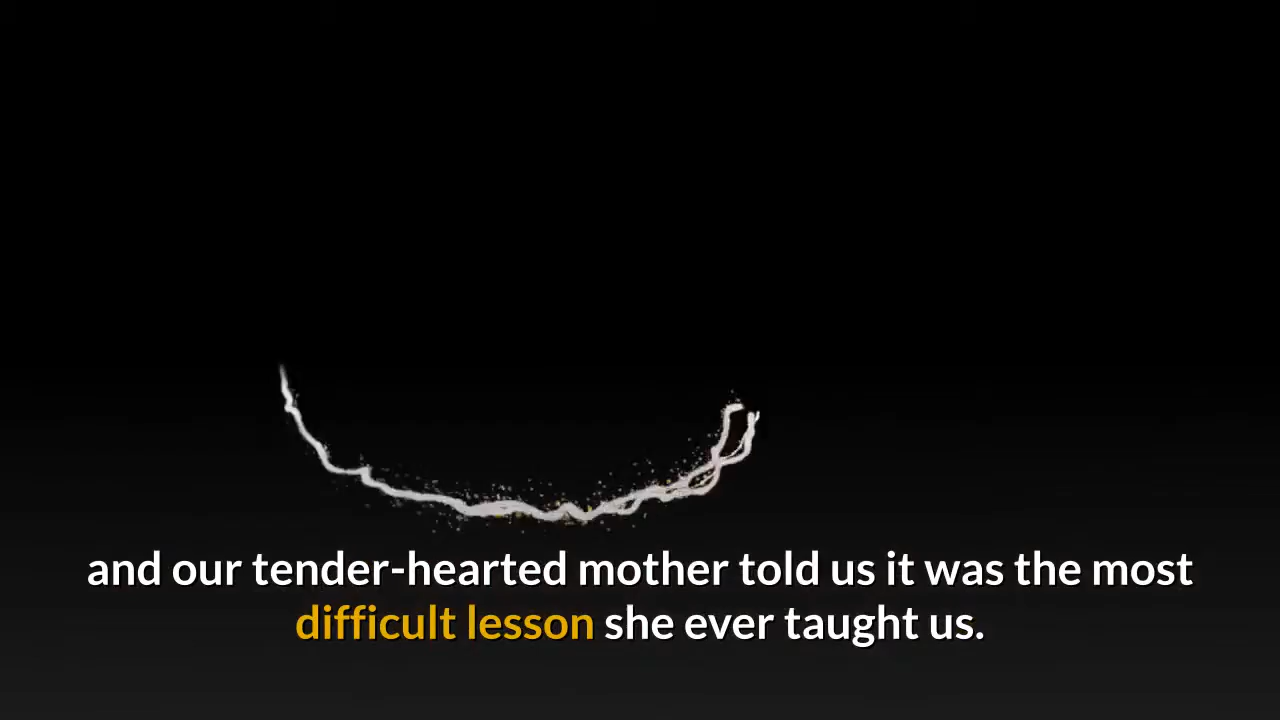 and our tender-hearted mother told us it was the most
difficult lesson she ever taught us.